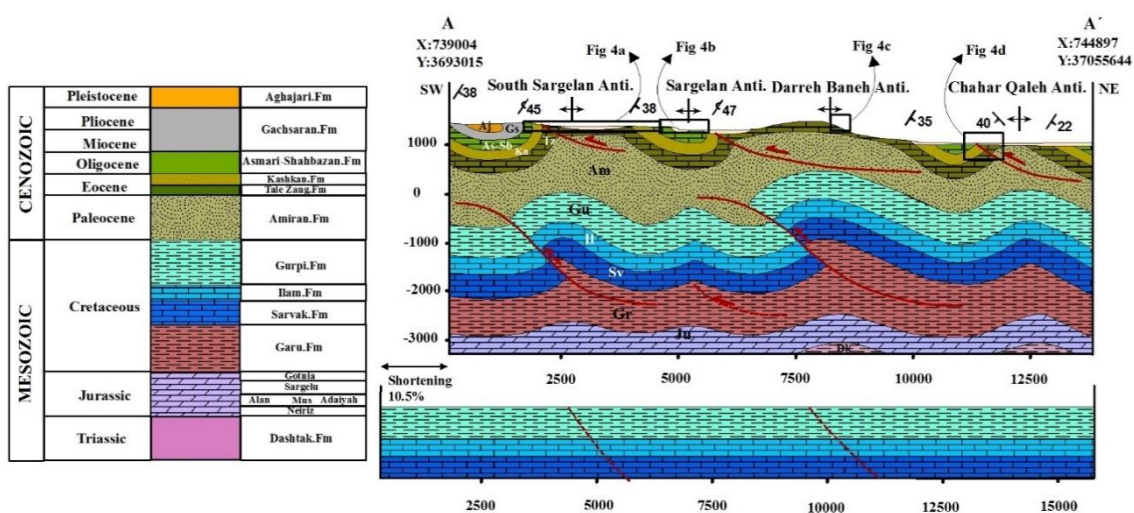 A
X:739004
Y:3693015
SW
A´
X:744897
Y:37055644
NE
Fig 4a
Fig 4b
Fig 4c
Fig 4d
South Sargelan Anti.
Sargelan Anti.
Darreh Baneh Anti.
Chahar Qaleh Anti.
38
45
38
47
35
40
22
1000
0
-1000
-2000
-3000
Aj
Gs
As-Sb
Ka
Tz
Am
Gu
Il
Sv
Gr
Ju
Dk
2500
5000
7500
10000
12500
Shortening
10.5%
2500
5000
7500
10000
12500
15000
CENOZOIC
MESOZOIC
Pleistocene
Aghajari.Fm
Pliocene
Gachsaran.Fm
Miocene
Oligocene
Asmari-Shahbazan.Fm
Kashkan.Fm
Eocene
Tale Zang.Fm
Paleocene
Amiran.Fm
Gurpi.Fm
Ilam.Fm
Cretaceous
Sarvak.Fm
Garu.Fm
Gotnia
Sargelu
Jurassic
Alan Mus Adaiyah
Neiriz
Triassic
Dashtak.Fm